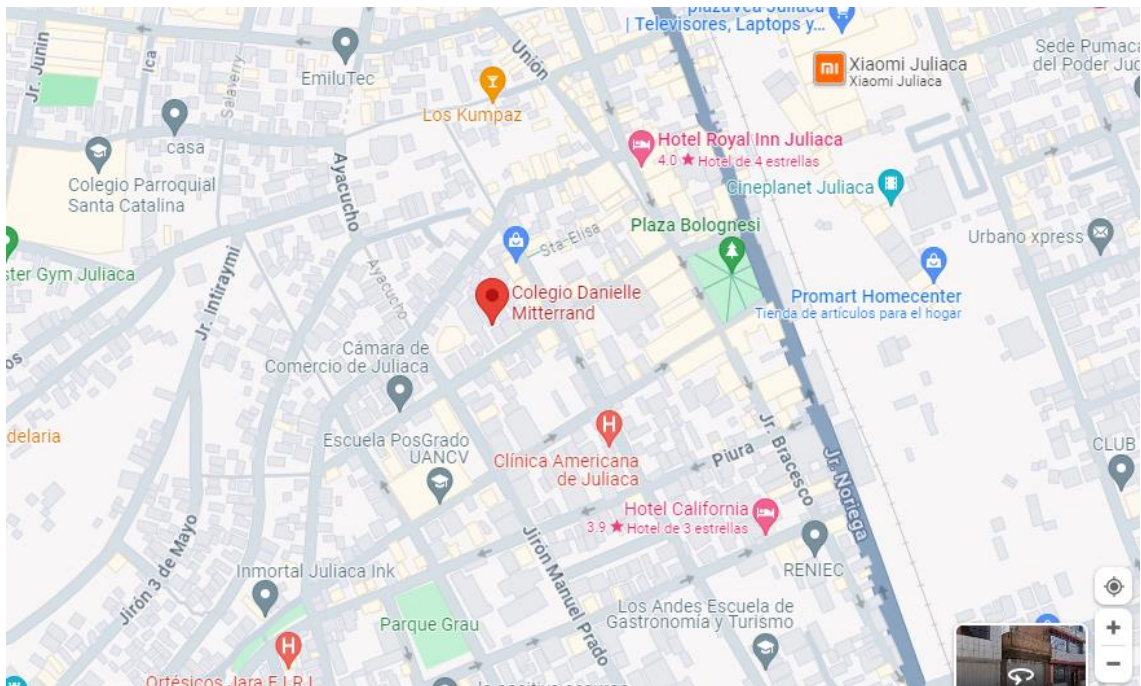 plazaVea Juliaca
| Televisores, Laptops y...
Jr. Junin
Ica
Salaverry
EmiluTec
Unión
Xiaomi Juliaca
Xiaomi Juliaca
Sede Pumaca
del Poder Jud
Los Kumpaz
casa
Ayacucho
Hotel Royal Inn Juliaca
4.0 ★ Hotel de 4 estrellas
Colegio Parroquial
Santa Catalina
Cineplanet Juliaca
Plaza Bolognesi
Sta-Elisa
Urbano xpress
ster Gym Juliaca
Jr. Intiraymi
Ayacucho
Colegio Danielle
Mitterrand
Promart Homecenter
Tienda de artículos para el hogar
Cámara de
Comercio de Juliaca
os
delaria
Escuela PosGrado
UANCV
Clínica Americana
de Juliaca
Piura
Jr. Bracesco
Jr. Noriega
CLUB
Hotel California
3.9 ★ Hotel de 3 estrellas
Jirón 3 de Mayo
Inmortal Juliaca Ink
Jirón Manuel Prado
RENIEC
Parque Grau
Los Andes Escuela de
Gastronomía y Turismo
Ortésicos Jara E.I.R.L
la positiva seguros